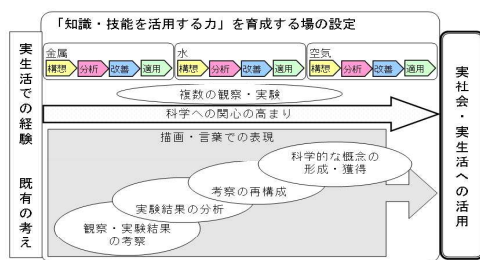 「知識・技能を活用する力」を育成する場の設定
実生活での経験
既有の考え
金属
構想
分析
改善
適用
水
構想
分析
改善
適用
空気
構想
分析
改善
適用
複数の観察・実験
科学への関心の高まり
描画・言葉での表現
科学的な概念の
形成・獲得
考察の再構成
実験結果の分析
観察・実験結果
の考察
実社会・実生活への活用